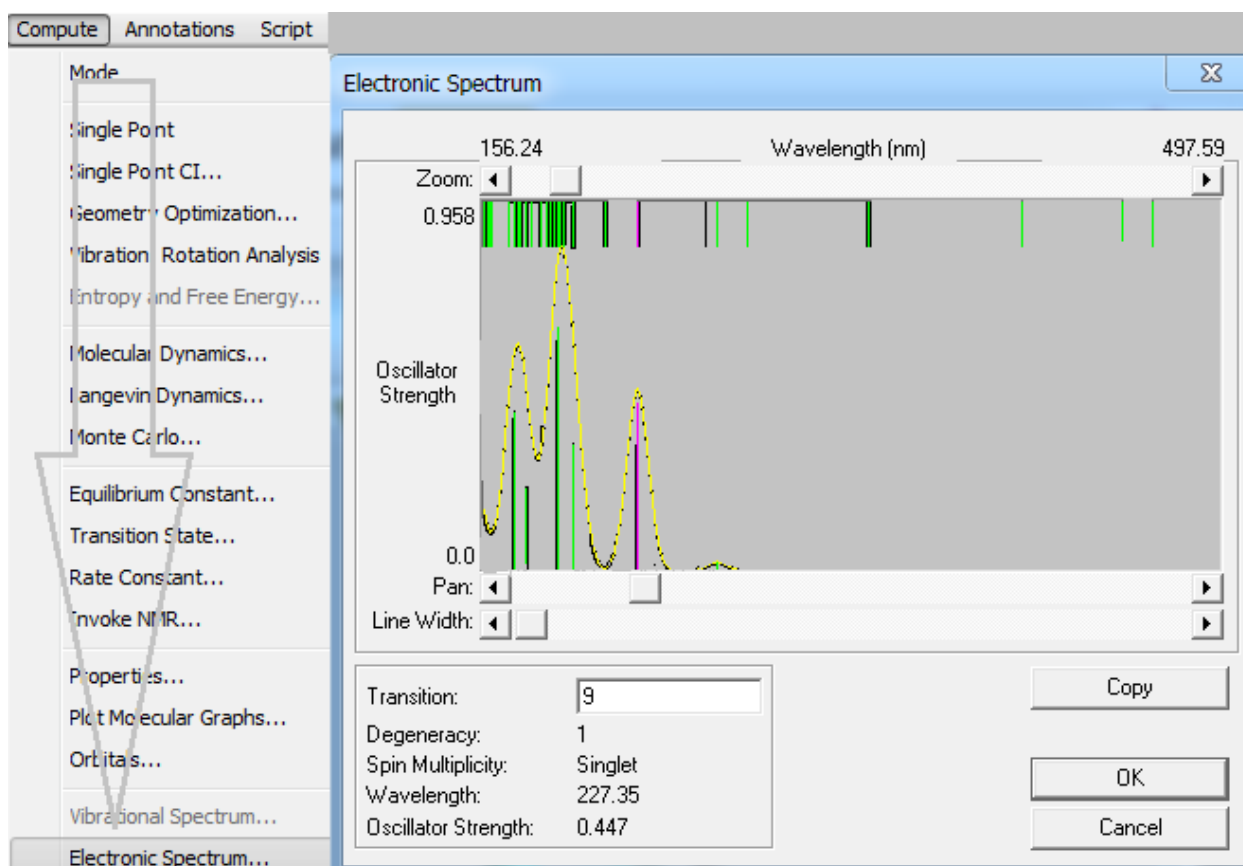 Compute Annotations Script
Mode
Single Point
Single Point CI...
Geometry Optimization...
Vibration, Rotation Analysis
Entropy and Free Energy...
Molecular Dynamics...
Langevin Dynamics...
Monte Carlo...
Equilibrium Constant...
Transition State...
Rate Constant...
Invoke NMR...
Properties...
Plot Molecular Graphs...
Orbitals...
Vibrational Spectrum...
Electronic Spectrum...
Electronic Spectrum
156.24 Wavelength (nm) 497.59
Zoom:
0.958
Oscillator
Strength
0.0
Pan:
Line Width:
Transition: 9
Degeneracy: 1
Spin Multiplicity: Singlet
Wavelength: 227.35
Oscillator Strength: 0.447
Copy
OK
Cancel